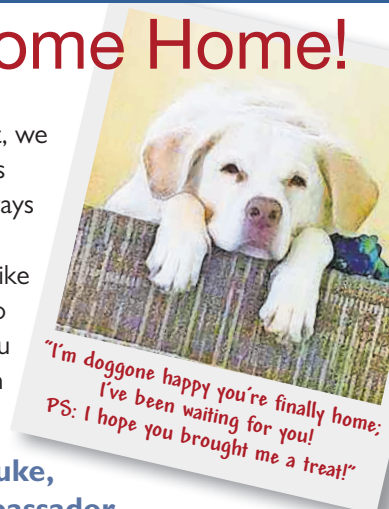 ome Home!
, we
s
ays
ike
o
u
n
"I'm doggone happy you're finally home;
I've been waiting for you!
PS: I hope you brought me a treat!"
uke,
bassador